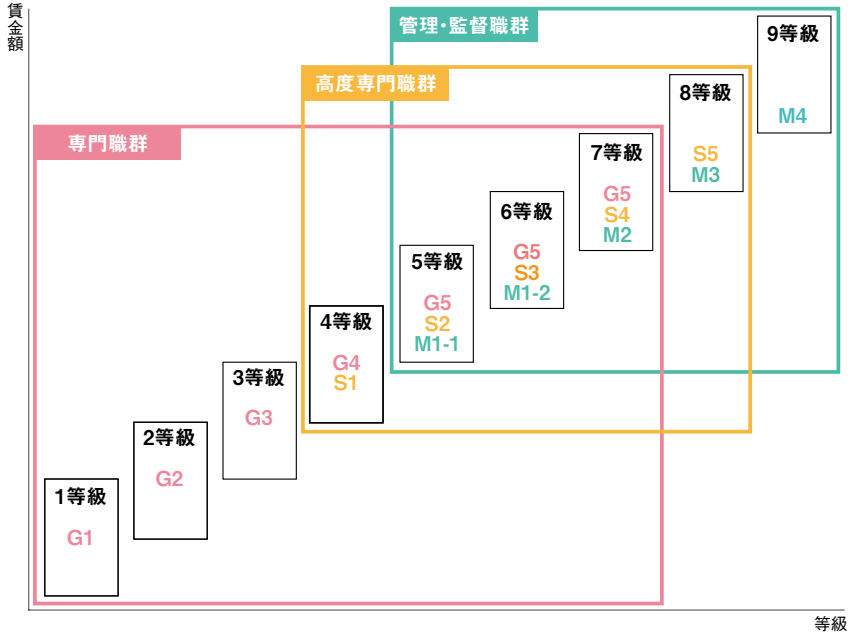 賃金額
管理・監督職群
9等級
M4
高度専門職群
8等級
S5
M3
専門職群
7等級
G5
S4
M2
6等級
G5
S3
M1-2
5等級
G5
S2
M1-1
4等級
G4
S1
3等級
G3
2等級
G2
1等級
G1
等級